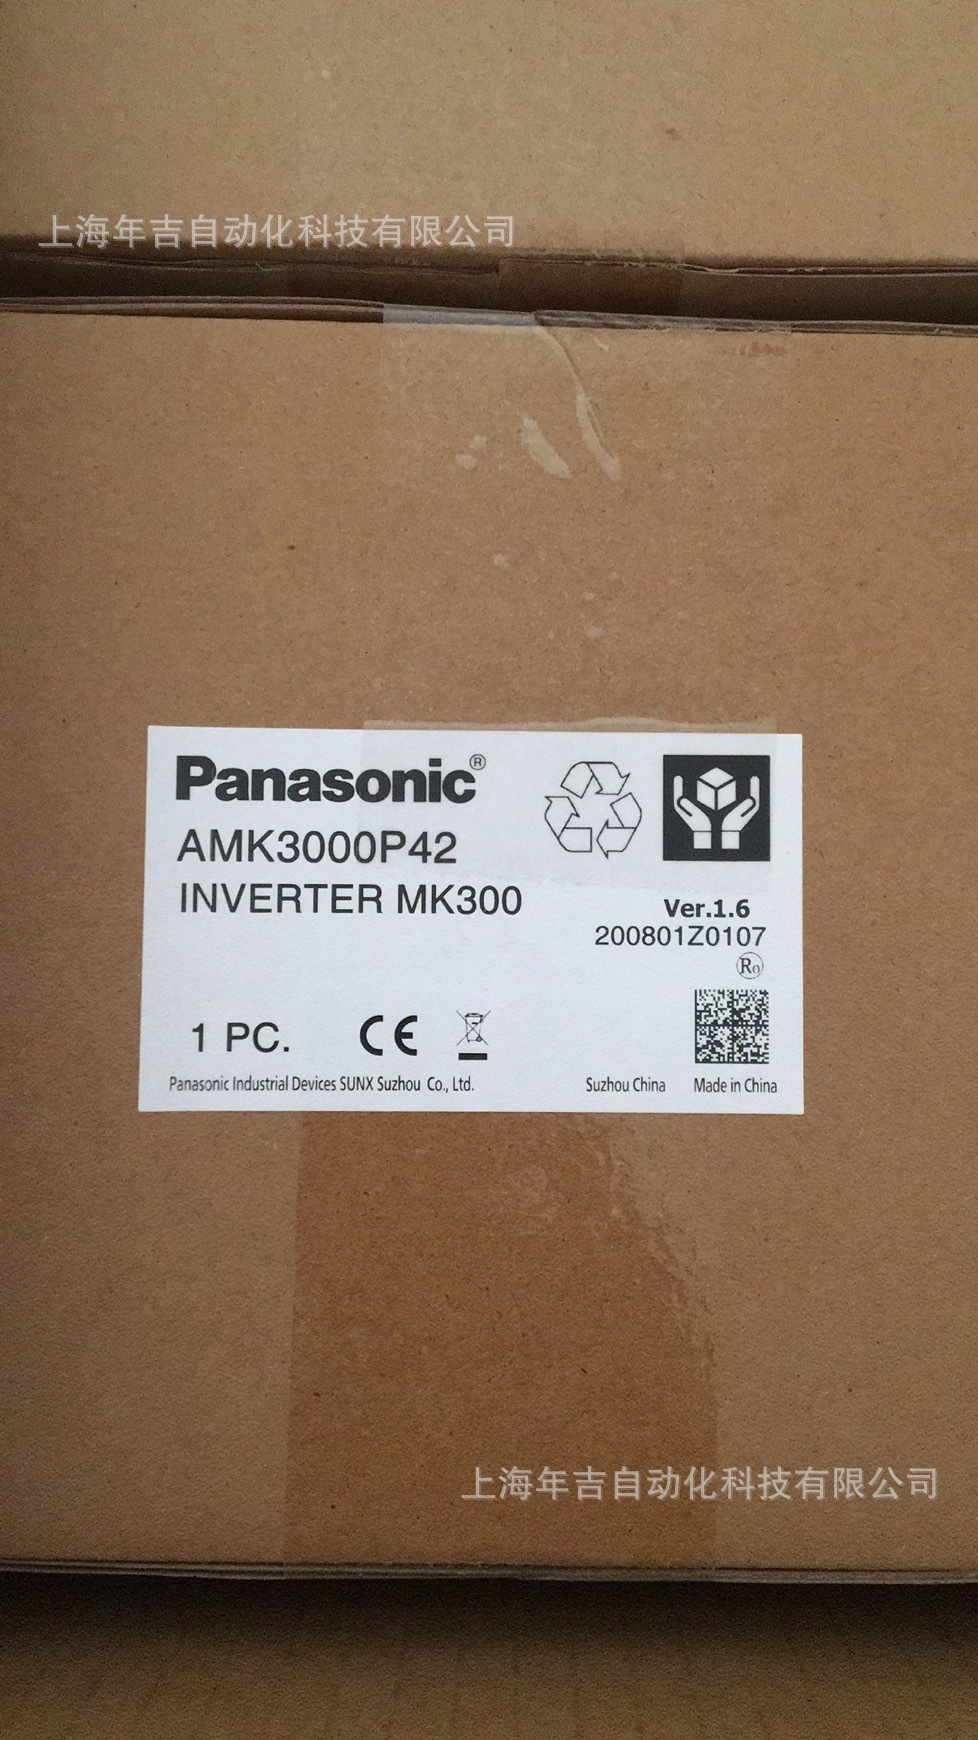 上海年吉自动化科技有限公司
Panasonic®
AMK3000P42
INVERTER MK300
Ver.1.6
200801Z0107
R0
1 PC. CE
Panasonic Industrial Devices SUNX Suzhou Co., Ltd. Suzhou China Made in China
上海年吉自动化科技有限公司